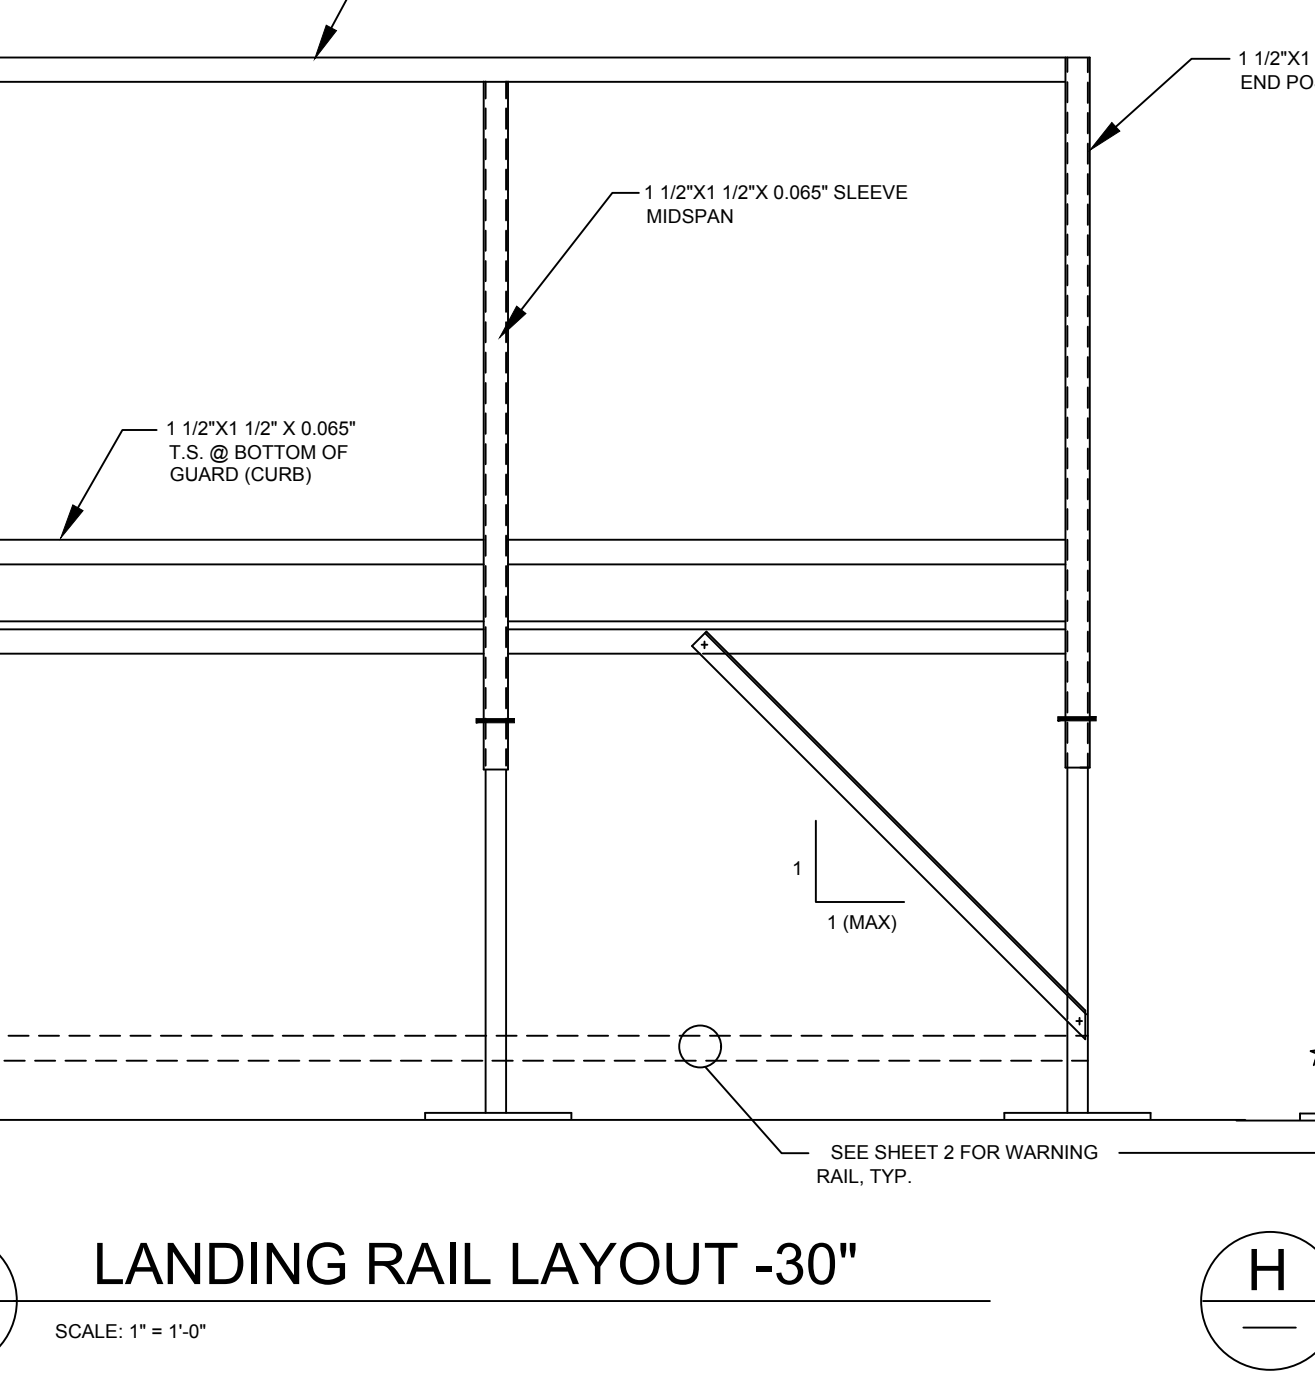 1 1/2"X1
END PO
1 1/2"X1 1/2"X 0.065" SLEEVE
MIDSPAN
1 1/2"X1 1/2" X 0.065"
T.S. @ BOTTOM OF
GUARD (CURB)
1
1 (MAX)
SEE SHEET 2 FOR WARNING
RAIL, TYP.
LANDING RAIL LAYOUT -30"
H
SCALE: 1" = 1'-0"